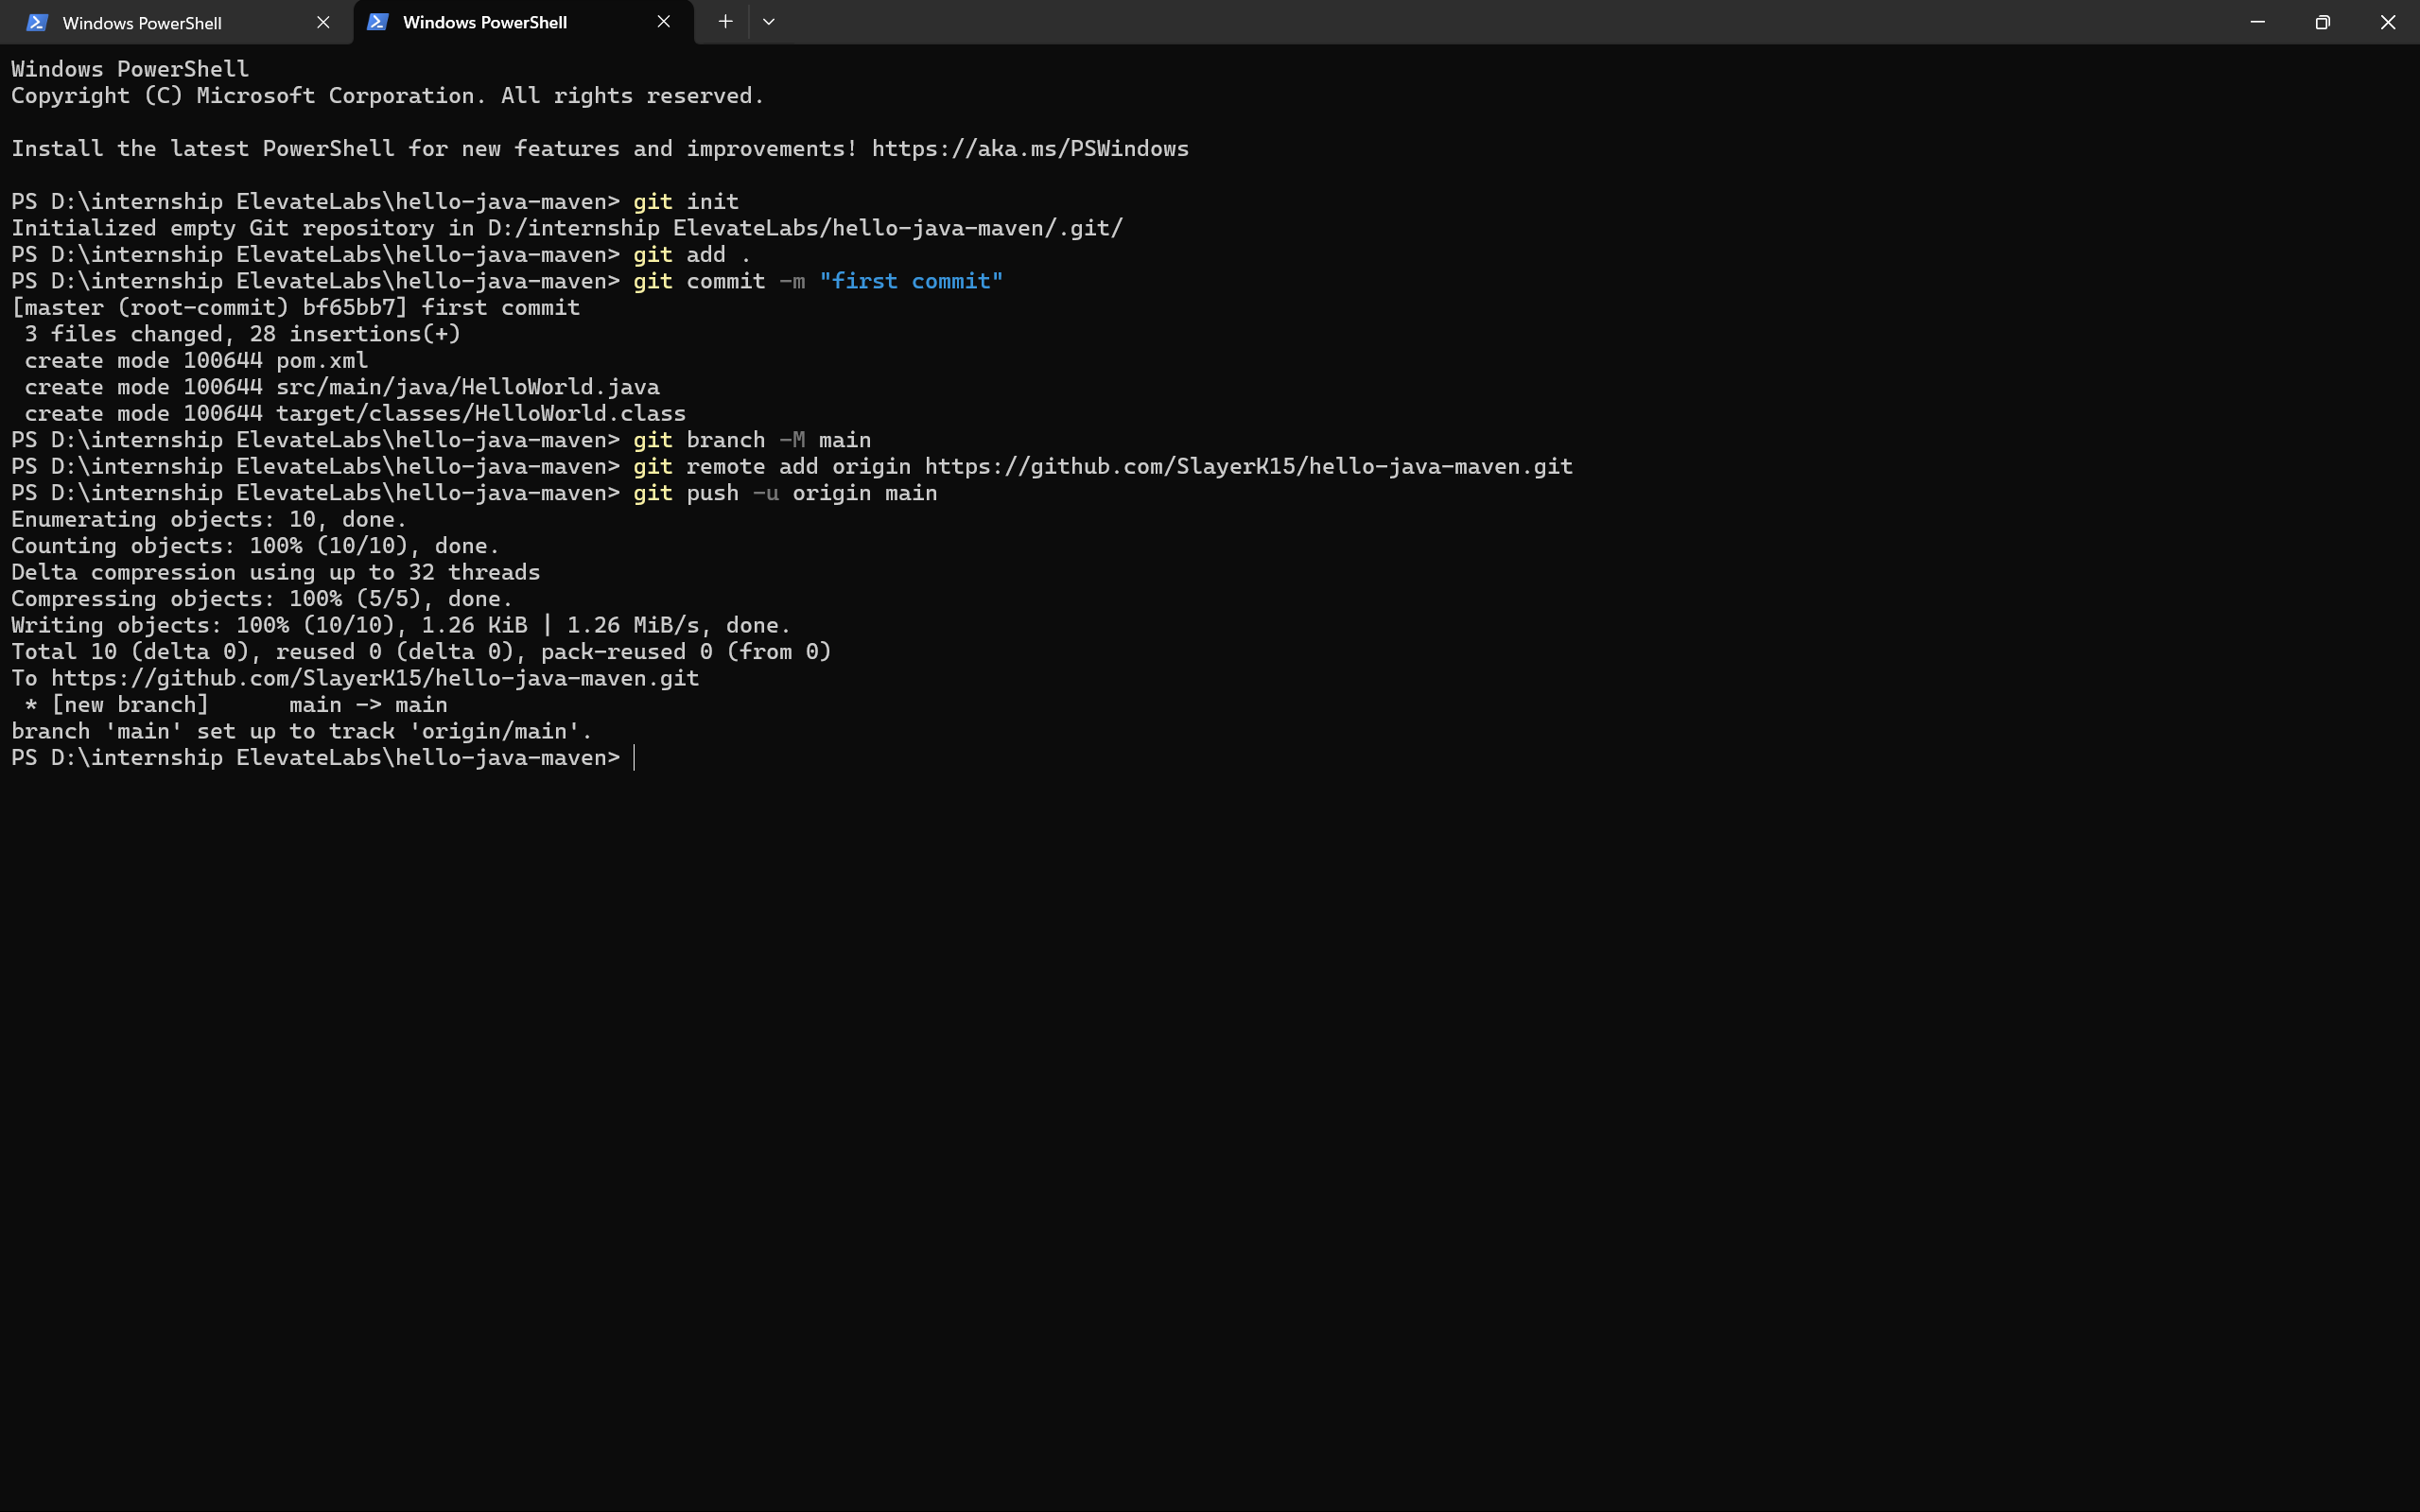 Windows PowerShell
Windows PowerShell
Windows PowerShell
Copyright (C) Microsoft Corporation. All rights reserved.
Install the latest PowerShell for new features and improvements! https://aka.ms/PSWindows
PS D:\internship ElevateLabs\hello-java-maven> git init
Initialized empty Git repository in D:/internship ElevateLabs/hello-java-maven/.git/
PS D:\internship ElevateLabs\hello-java-maven> git add .
PS D:\internship ElevateLabs\hello-java-maven> git commit -m "first commit"
[master (root-commit) bf65bb7] first commit
 3 files changed, 28 insertions(+)
 create mode 100644 pom.xml
 create mode 100644 src/main/java/HelloWorld.java
 create mode 100644 target/classes/HelloWorld.class
PS D:\internship ElevateLabs\hello-java-maven> git branch -M main
PS D:\internship ElevateLabs\hello-java-maven> git remote add origin https://github.com/SlayerK15/hello-java-maven.git
PS D:\internship ElevateLabs\hello-java-maven> git push -u origin main
Enumerating objects: 10, done.
Counting objects: 100% (10/10), done.
Delta compression using up to 32 threads
Compressing objects: 100% (5/5), done.
Writing objects: 100% (10/10), 1.26 KiB | 1.26 MiB/s, done.
Total 10 (delta 0), reused 0 (delta 0), pack-reused 0 (from 0)
To https://github.com/SlayerK15/hello-java-maven.git
 * [new branch]      main -> main
branch 'main' set up to track 'origin/main'.
PS D:\internship ElevateLabs\hello-java-maven>